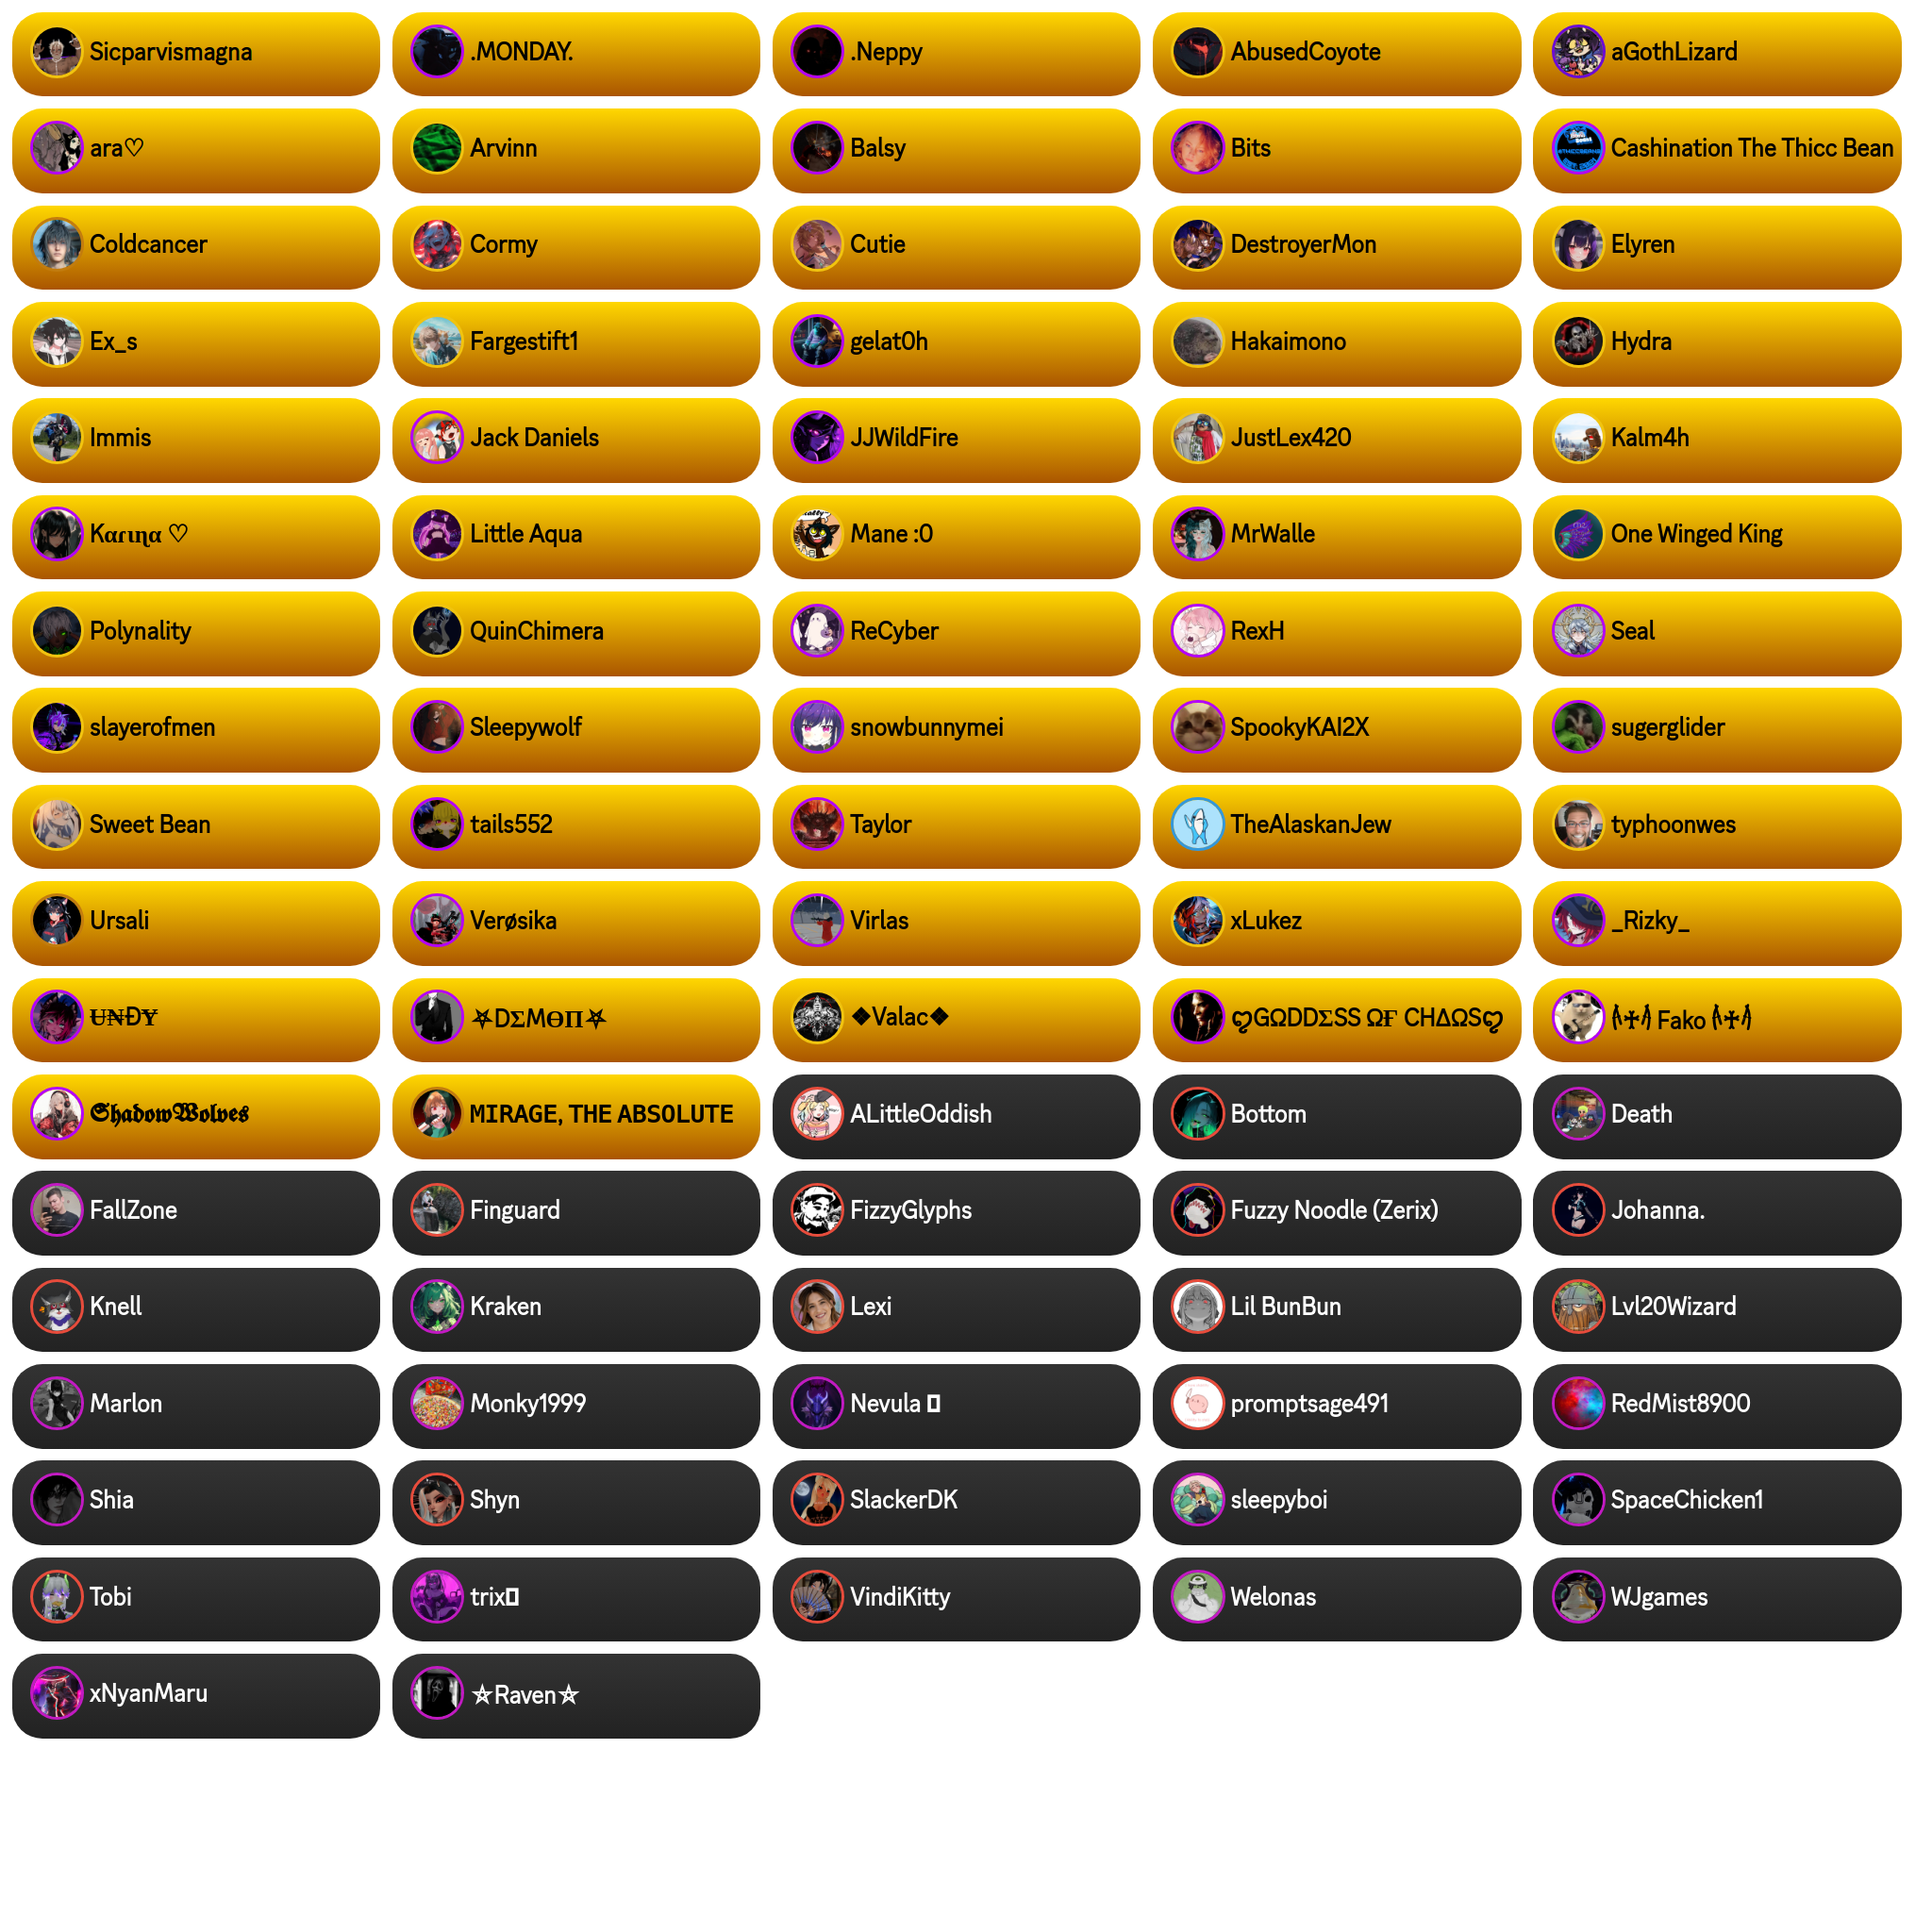 Sicparvismagna
.MONDAY.
.Neppy
AbusedCoyote
aGothLizard
ara♡
Arvinn
Balsy
Bits
Cashination The Thicc Bean
Coldcancer
Cormy
Cutie
DestroyerMon
Elyren
Ex_s
Fargestift1
gelat0h
Hakaimono
Hydra
Immis
Jack Daniels
JJWildFire
JustLex420
Kalm4h
Kαɾιɳα ♡
Little Aqua
Mane :0
MrWalle
One Winged King
Polynality
QuinChimera
ReCyber
RexH
Seal
slayerofmen
Sleepywolf
snowbunnymei
SpookyKAI2X
sugerglider
Sweet Bean
tails552
Taylor
TheAlaskanJew
typhoonwes
Ursali
Verøsika
Virlas
xLukez
_Rizky_
Ʉ₦ĐɎ
⛧DΣMӨΠ⛧
❖Valac❖
ღGΩDDΣSS ΩҒ CHΔΩSღ
Fako
𝕾𝖍𝖆𝖉𝖔𝖜𝖂𝖔𝖑𝖛𝖊𝖘
MIRAGE, THE ABSOLUTE
ALittleOddish
Bottom
Death
FallZone
Finguard
FizzyGlyphs
Fuzzy Noodle (Zerix)
Johanna.
Knell
Kraken
Lexi
Lil BunBun
Lvl20Wizard
Marlon
Monky1999
Nevula
promptsage491
RedMist8900
Shia
Shyn
SlackerDK
sleepyboi
SpaceChicken1
Tobi
trix
VindiKitty
Welonas
WJgames
xNyanMaru
⛤Raven⛤